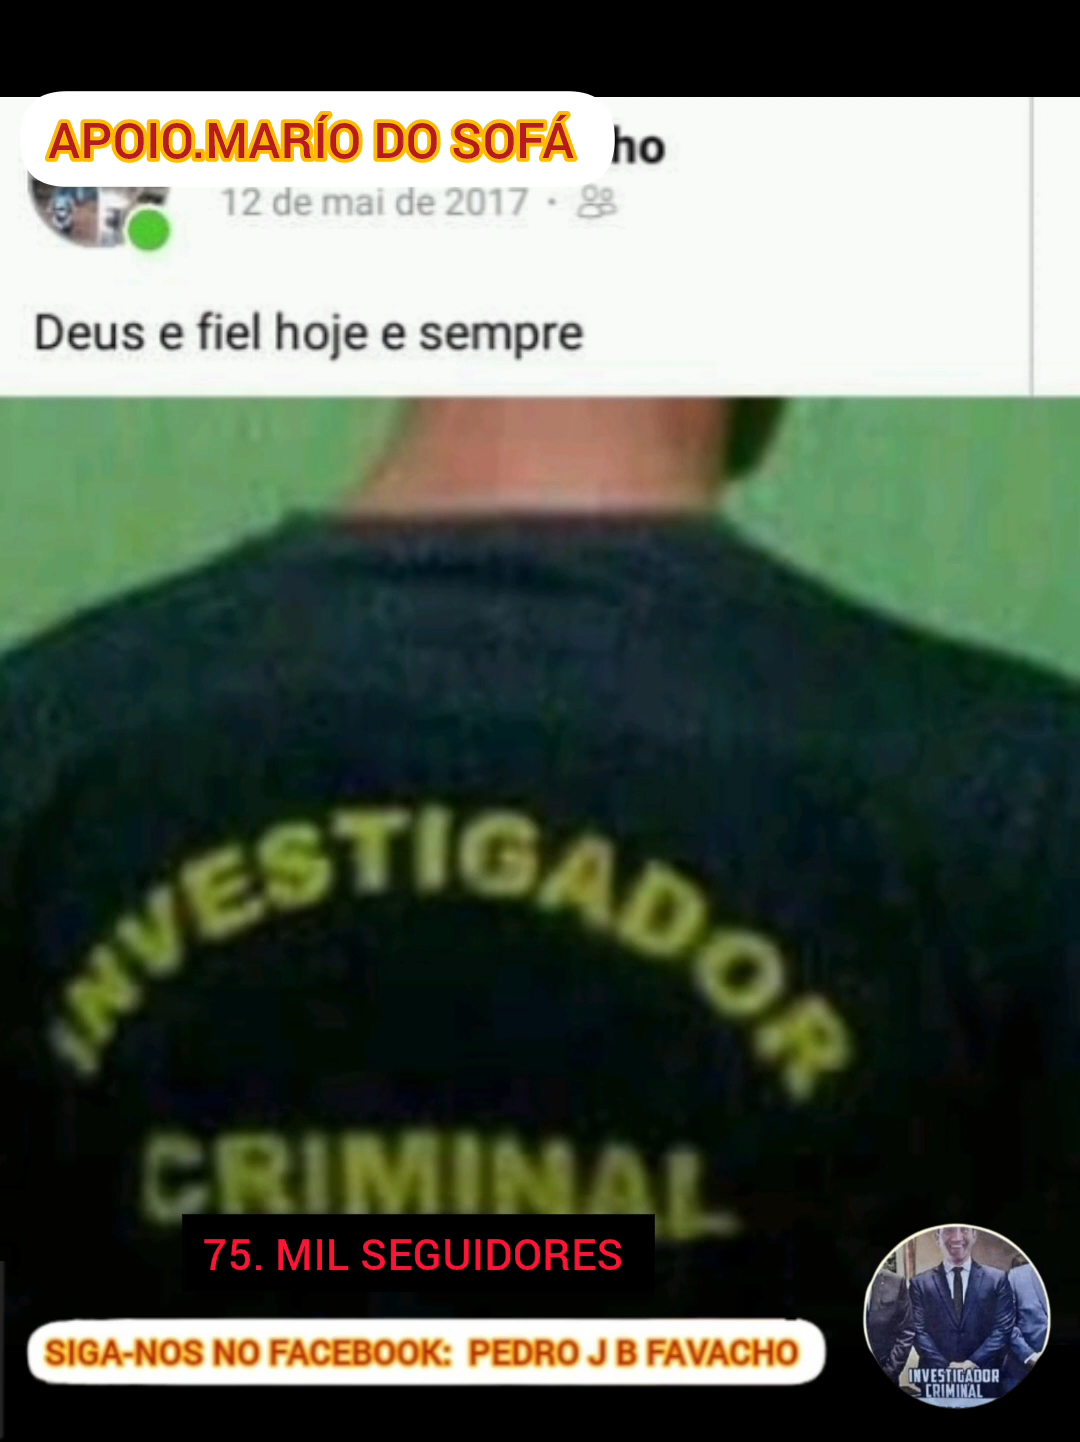 APOIO.MARÍO DO SOFÁ
ho
12 de mai de 2017
Deus e fiel hoje e sempre
INVESTIGADOR
CRIMINAL
75. MIL SEGUIDORES
SIGA-NOS NO FACEBOOK: PEDRO J B FAVACHO
INVESTIGADOR
CRIMINAL